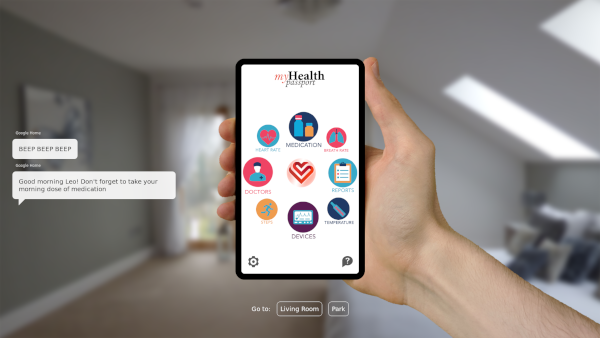 myHealth
passport
Google Home
BEEP BEEP BEEP
Google Home
Good morning Leo! Don't forget to take your
morning dose of medication
MEDICATION
HEART RATE
BREATH RATE
DOCTORS
REPORTS
STEPS
TEMPERATURE
DEVICES
?
Go to: Living Room Park